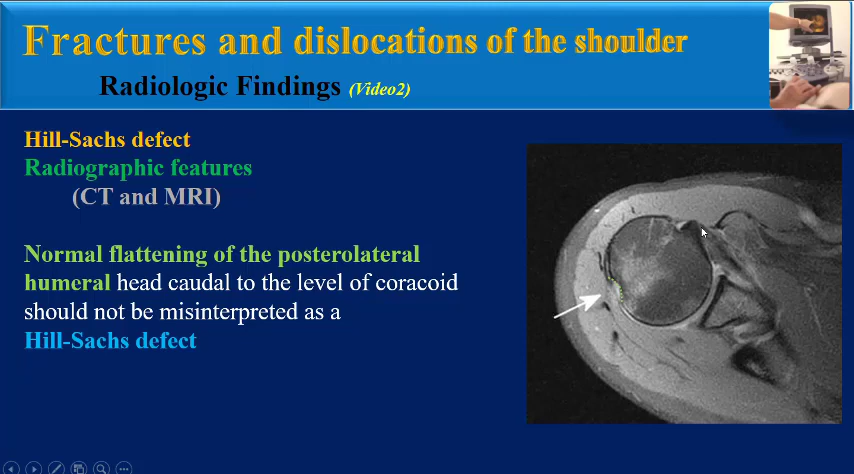 Fractures and dislocations of the shoulder
Radiologic Findings (Video2)
Hill-Sachs defect
Radiographic features
(CT and MRI)
Normal flattening of the posterolateral
humeral head caudal to the level of coracoid
should not be misinterpreted as a
Hill-Sachs defect